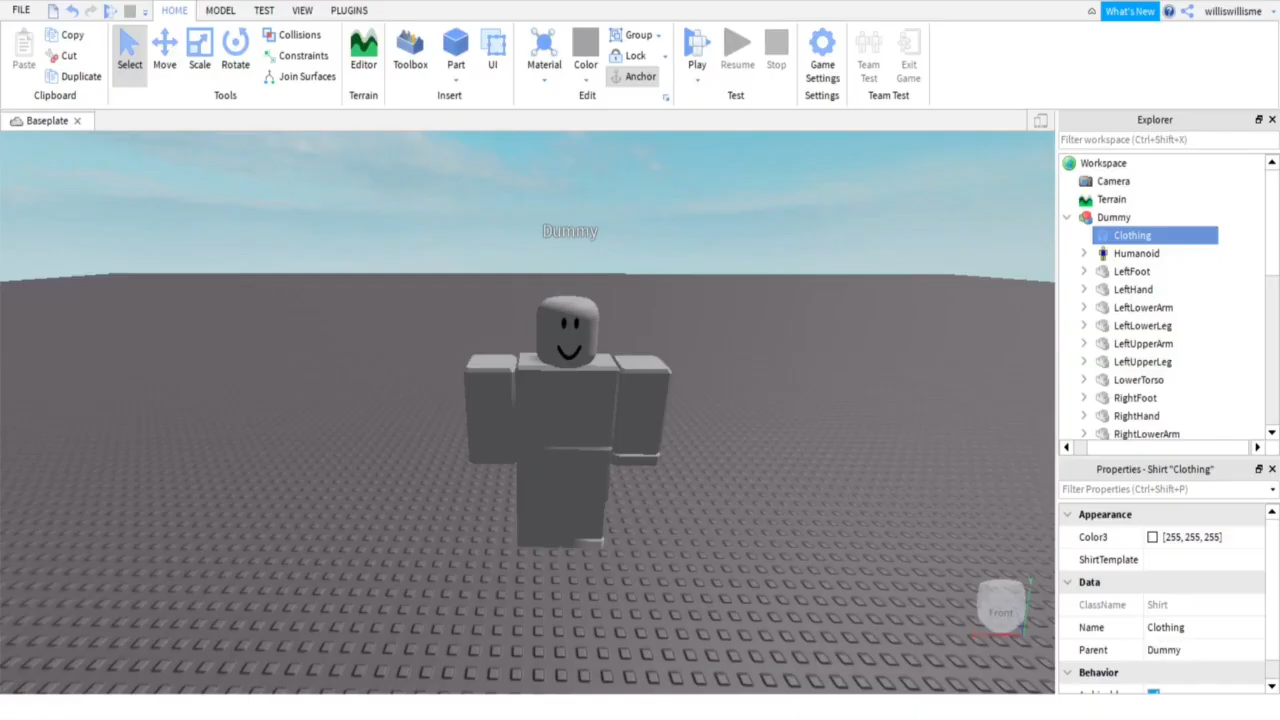 FILE HOME MODEL TEST VIEW PLUGINS What's New williswillisme
Paste Copy Cut Duplicate Select Move Scale Rotate Collisions Constraints Join Surfaces Editor Toolbox Part UI Material Color Group Lock Anchor Play Resume Stop Game Settings Team Test Exit Game
Clipboard Tools Terrain Insert Edit Test Settings Team Test
Baseplate
Dummy
Front
Explorer
Filter workspace (Ctrl+Shift+X)
Workspace
Camera
Terrain
Dummy
Clothing
Humanoid
LeftFoot
LeftHand
LeftLowerArm
LeftLowerLeg
LeftUpperArm
LeftUpperLeg
LowerTorso
RightFoot
RightHand
RightLowerArm
Properties - Shirt "Clothing"
Filter Properties (Ctrl+Shift+P)
Appearance
Color3 [255, 255, 255]
ShirtTemplate
Data
ClassName Shirt
Name Clothing
Parent Dummy
Behavior